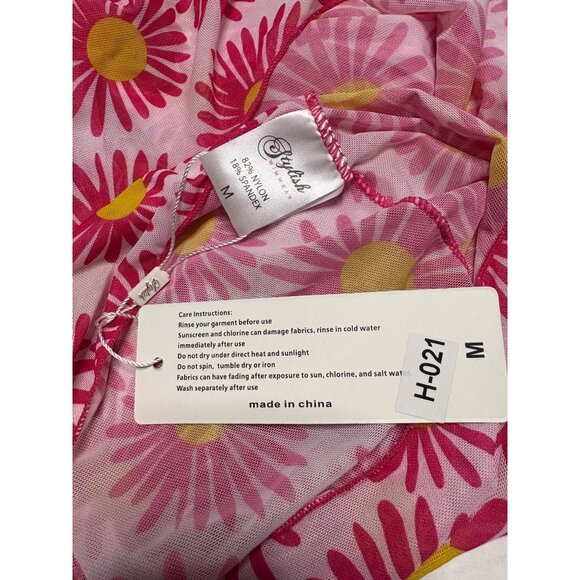 Stylish
SWIMWEAR
82% NYLON
18% SPANDEX
M
Stylish
Care Instructions:
Rinse your garment before use
Sunscreen and chlorine can damage fabrics, rinse in cold water
immediately after use
Do not dry under direct heat and sunlight
Do not spin, tumble dry or iron
Fabrics can have fading after exposure to sun, chlorine, and salt water
Wash separately after use
made in china
H-021
M